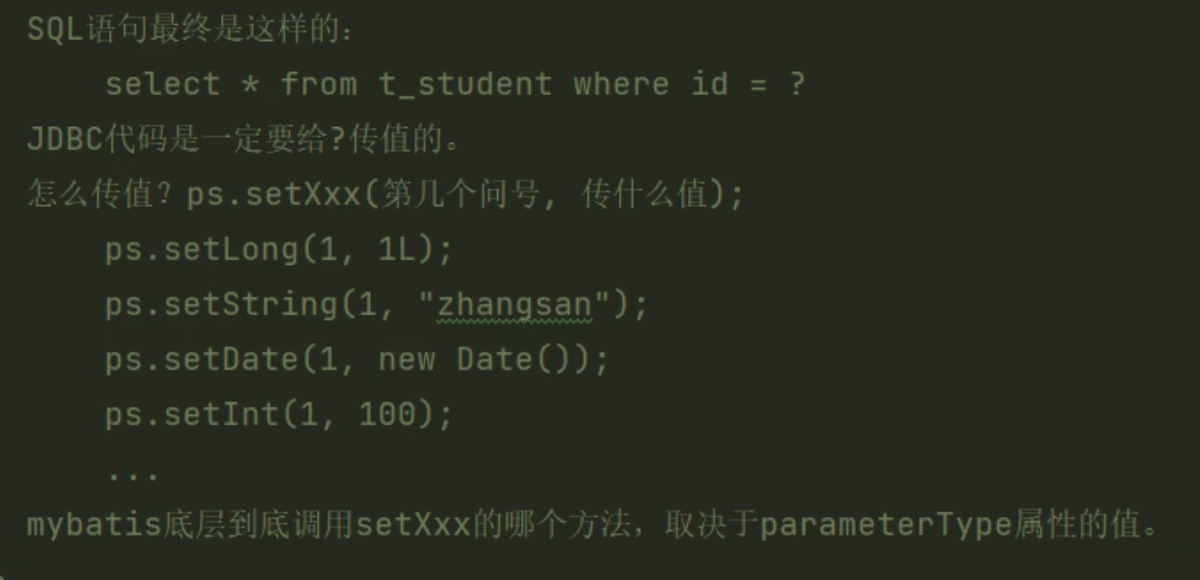 SQL语句最终是这样的：
select * from t_student where id = ?
JDBC代码是一定要给?传值的。
怎么传值？ps.setXxx(第几个问号, 传什么值);
ps.setLong(1, 1L);
ps.setString(1, "zhangsan");
ps.setDate(1, new Date());
ps.setInt(1, 100);
...
mybatis底层到底调用setXxx的哪个方法，取决于parameterType属性的值。